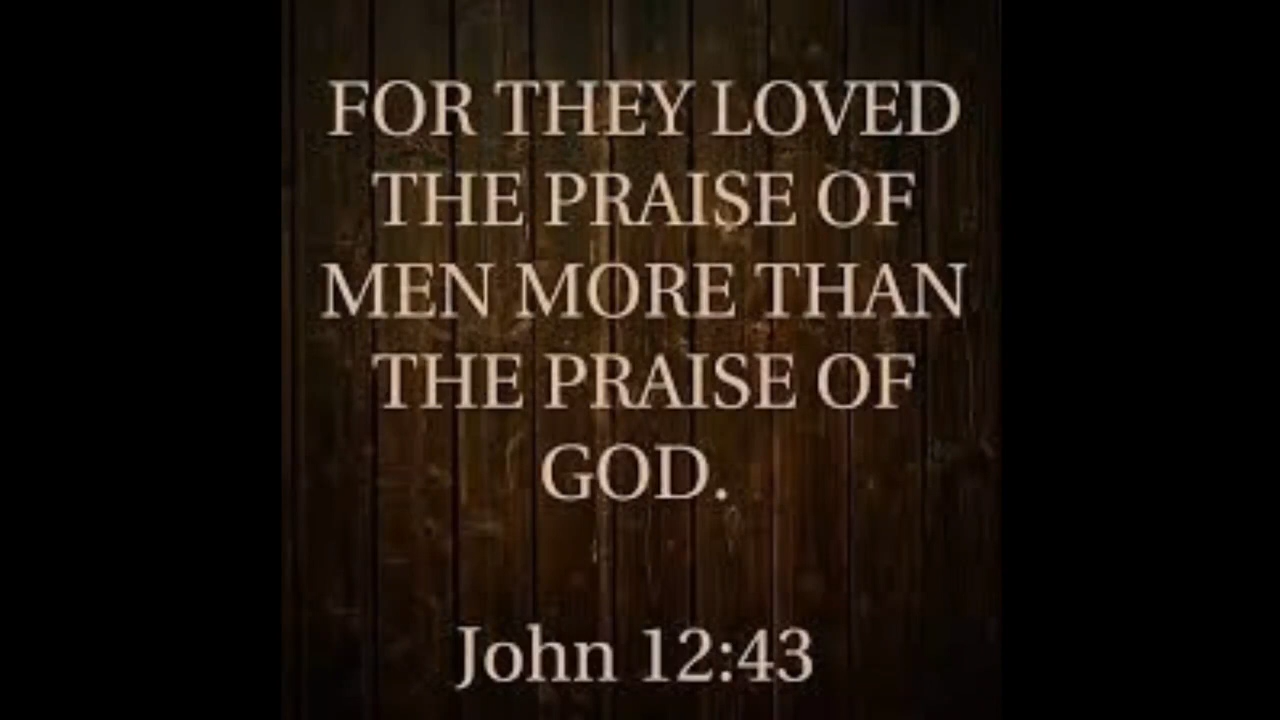 FOR THEY LOVED
THE PRAISE OF
MEN MORE THAN
THE PRAISE OF
GOD.
John 12:43